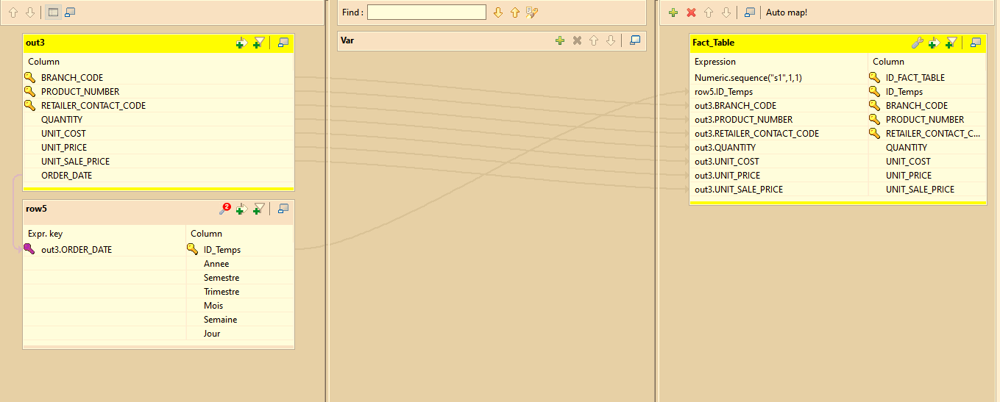 Find :
Auto map!
out3
Column
BRANCH_CODE
PRODUCT_NUMBER
RETAILER_CONTACT_CODE
QUANTITY
UNIT_COST
UNIT_PRICE
UNIT_SALE_PRICE
ORDER_DATE
row5
2
Expr. key Column
out3.ORDER_DATE ID_Temps
Annee
Semestre
Trimestre
Mois
Semaine
Jour
Var
Fact_Table
Expression Column
Numeric.sequence("s1",1,1) ID_FACT_TABLE
row5.ID_Temps ID_Temps
out3.BRANCH_CODE BRANCH_CODE
out3.PRODUCT_NUMBER PRODUCT_NUMBER
out3.RETAILER_CONTACT_CODE RETAILER_CONTACT_C...
out3.QUANTITY QUANTITY
out3.UNIT_COST UNIT_COST
out3.UNIT_PRICE UNIT_PRICE
out3.UNIT_SALE_PRICE UNIT_SALE_PRICE